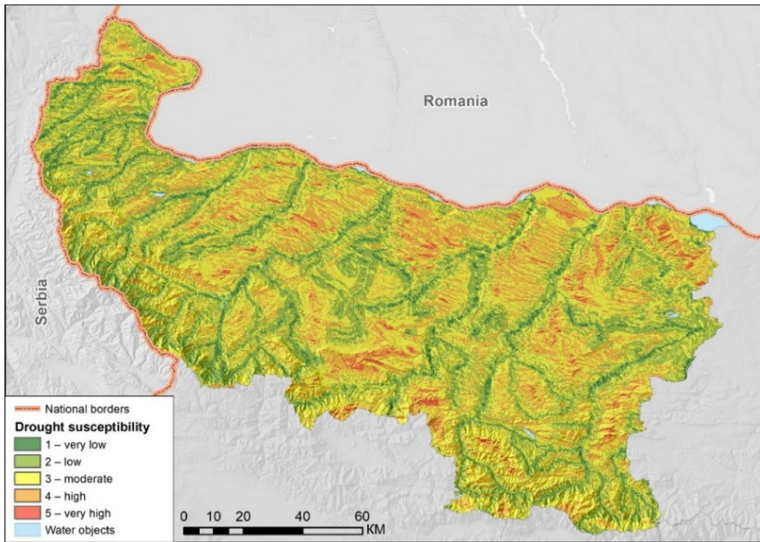 Romania
Serbia
National borders
Drought susceptibility
1 – very low
2 – low
3 – moderate
4 – high
5 – very high
Water objects
0 10 20 40 60
КМ